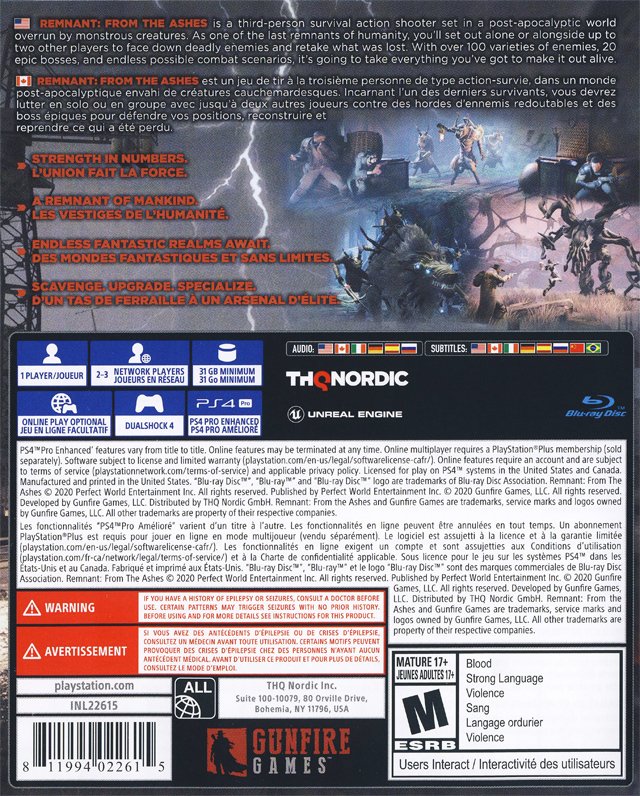 REMNANT: FROM THE ASHES is a third-person survival action shooter set in a post-apocalyptic world
overrun by monstrous creatures. As one of the last remnants of humanity, you'll set out alone or alongside up to
two other players to face down deadly enemies and retake what was lost. With over 100 varieties of enemies, 20
epic bosses, and endless possible combat scenarios, it's going to take everything you've got to make it out alive.
REMNANT: FROM THE ASHES est un jeu de tir à la troisième personne de type action-survie, dans un monde
post-apocalyptique envahi de créatures cauchemardesques. Incarnant l'un des derniers survivants, vous devrez
lutter en solo ou en groupe avec jusqu'à deux autres joueurs contre des hordes d'ennemis redoutables et des
boss épiques pour défendre vos positions, reconstruire et
reprendre ce qui a été perdu.
STRENGTH IN NUMBERS.
L'UNION FAIT LA FORCE.
A REMNANT OF MANKIND.
LES VESTIGES DE L'HUMANITÉ.
ENDLESS FANTASTIC REALMS AWAIT.
DES MONDES FANTASTIQUES ET SANS LIMITES.
SCAVENGE. UPGRADE. SPECIALIZE.
D'UN TAS DE FERRAILLE À UN ARSENAL D'ÉLITE.
1 PLAYER/JOUEUR
2-3 NETWORK PLAYERS
JOUEURS EN RÉSEAU
31 GB MINIMUM
31 Go MINIMUM
AUDIO:
SUBTITLES:
THQ NORDIC
ONLINE PLAY OPTIONAL
JEU EN LIGNE FACULTATIF
DUALSHOCK 4
PS4 Pro
PS4 PRO ENHANCED
PS4 PRO AMÉLIORÉ
UNREAL ENGINE
Blu-ray Disc
PS4™Pro Enhanced' features vary from title to title. Online features may be terminated at any time. Online multiplayer requires a PlayStation®Plus membership (sold
separately). Software subject to license and limited warranty (playstation.com/en-us/legal/softwarelicense-cafr/). Online features require an account and are subject
to terms of service (playstationnetwork.com/terms-of-service) and applicable privacy policy. Licensed for play on PS4™ systems in the United States and Canada.
Manufactured and printed in the United States. "Blu-ray Disc™", "Blu-ray™" and "Blu-ray Disc™" logo are trademarks of Blu-ray Disc Association. Remnant: From the
Ashes © 2020 Perfect World Entertainment Inc. All rights reserved. Published by Perfect World Entertainment Inc. © 2020 Gunfire Games, LLC. All rights reserved.
Developed by Gunfire Games, LLC. Distributed by THQ Nordic GmbH. Remnant: From the Ashes and Gunfire Games are trademarks, service marks and logos owned
by Gunfire Games, LLC. All other trademarks are property of their respective companies.
Les fonctionnalités "PS4™Pro Amélioré" varient d'un titre à l'autre. Les fonctionnalités en ligne peuvent être annulées en tout temps. Un abonnement
PlayStation®Plus est requis pour jouer en ligne en mode multijoueur (vendu séparément). Le logiciel est assujetti à la licence et à la garantie limitée
(playstation.com/en-us/legal/softwarelicense-cafr/). Les fonctionnalités en ligne exigent un compte et sont assujetties aux Conditions d'utilisation
(playstation.com/fr-ca/network/legal/terms-of-service/) et à la Charte de confidentialité applicable. Sous licence pour le jeu sur les systèmes PS4™ dans les
États-Unis et au Canada. Fabriqué et imprimé aux États-Unis. "Blu-ray Disc™", "Blu-ray™" et le logo "Blu-ray Disc™" sont des marques commerciales de Blu-ray Disc
Association. Remnant: From The Ashes © 2020 Perfect World Entertainment Inc. All rights reserved. Published by Perfect World Entertainment Inc. © 2020 Gunfire
Games, LLC. All rights reserved. Developed by Gunfire
Games, LLC. Distributed by THQ Nordic GmbH. Remnant: From the
Ashes and Gunfire Games are trademarks, service marks and
logos owned by Gunfire Games, LLC. All other trademarks are
property of their respective companies.
WARNING
IF YOU HAVE A HISTORY OF EPILEPSY OR SEIZURES, CONSULT A DOCTOR BEFORE
USE. CERTAIN PATTERNS MAY TRIGGER SEIZURES WITH NO PRIOR HISTORY.
BEFORE USING AND FOR MORE DETAILS SEE INSTRUCTIONS FOR THIS PRODUCT.
AVERTISSEMENT
SI VOUS AVEZ DES ANTÉCÉDENTS D'ÉPILEPSIE OU DE CRISES D'ÉPILEPSIE,
CONSULTEZ UN MÉDECIN AVANT TOUTE UTILISATION. CERTAINS MOTIFS PEUVENT
PROVOQUER DES CRISES D'ÉPILEPSIE CHEZ DES PERSONNES N'AYANT AUCUN
ANTÉCÉDENT MÉDICAL. AVANT D'UTILISER CE PRODUIT ET POUR PLUS DE DÉTAILS,
CONSULTEZ LE MODE D'EMPLOI.
playstation.com
INL22615
ALL
THQ Nordic Inc.
Suite 100-10079, 80 Orville Drive,
Bohemia, NY 11796, USA
8 11994 02261 5
GUNFIRE
GAMES™
MATURE 17+
JEUNES ADULTES 17+
M
ESRB
Blood
Strong Language
Violence
Sang
Langage ordurier
Violence
Users Interact / Interactivité des utilisateurs